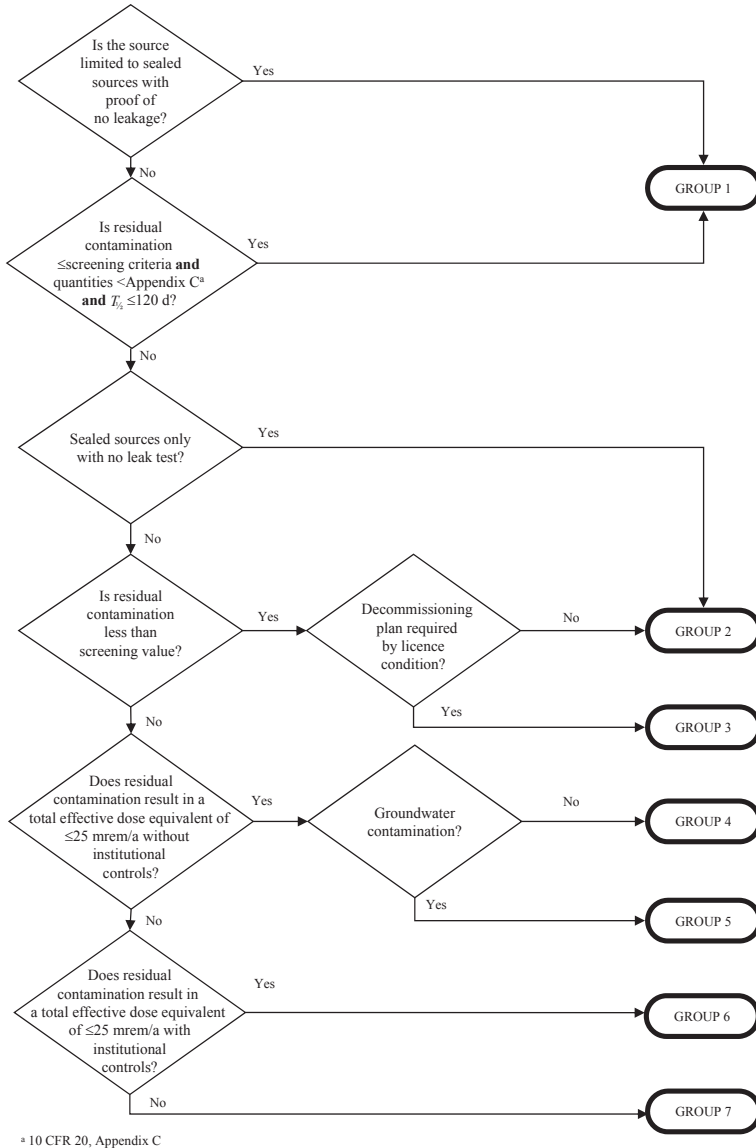 Is the source
limited to sealed
sources with
proof of
no leakage?
Yes
No
GROUP 1
Is residual
contamination
≤screening criteria and
quantities <Appendix Cᵃ
and T½ ≤120 d?
Yes
No
Sealed sources only
with no leak test?
Yes
No
Is residual
contamination
less than
screening value?
Yes
Decommissioning
plan required
by licence
condition?
No
GROUP 2
Yes
GROUP 3
No
Does residual
contamination result in a
total effective dose equivalent of
≤25 mrem/a without
institutional
controls?
Yes
Groundwater
contamination?
No
GROUP 4
Yes
GROUP 5
No
Does residual
contamination result in
a total effective dose equivalent
of ≤25 mrem/a with
institutional
controls?
Yes
GROUP 6
No
GROUP 7
ᵃ 10 CFR 20, Appendix C